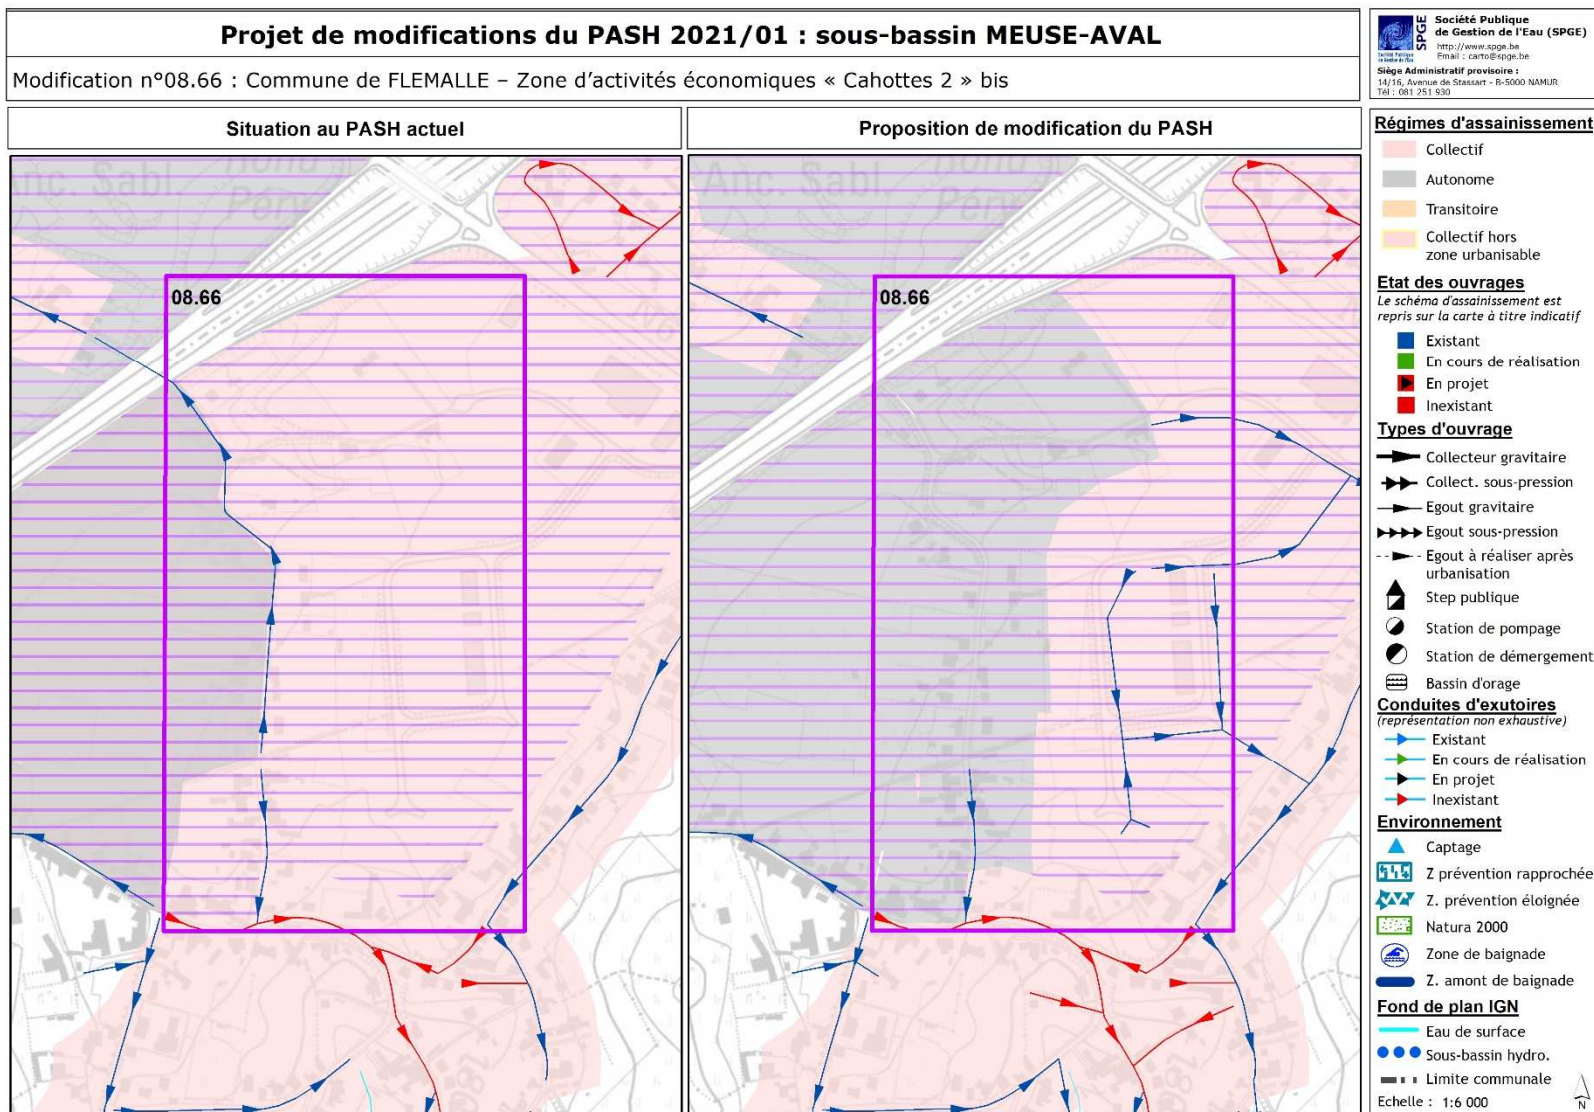 Projet de modifications du PASH 2021/01 : sous-bassin MEUSE-AVAL
Modification n°08.66 : Commune de FLEMALLE – Zone d'activités économiques « Cahottes 2 » bis
SPGE
Société Publique
de Gestion de l'Eau (SPGE)
http://www.spge.be
Email : carto@spge.be
Siège Administratif provisoire :
14/16, Avenue de Stassart - B-5000 NAMUR
Tél : 081 251 930
Situation au PASH actuel
Proposition de modification du PASH
Anc. Sabl
08.66
Anc. Sabl
08.66
Régimes d'assainissement
Collectif
Autonome
Transitoire
Collectif hors
zone urbanisable
Etat des ouvrages
Le schéma d'assainissement est
repris sur la carte à titre indicatif
Existant
En cours de réalisation
En projet
Inexistant
Types d'ouvrage
Collecteur gravitaire
Collect. sous-pression
Egout gravitaire
Egout sous-pression
Egout à réaliser après
urbanisation
Step publique
Station de pompage
Station de démergement
Bassin d'orage
Conduites d'exutoires
(représentation non exhaustive)
Existant
En cours de réalisation
En projet
Inexistant
Environnement
Captage
Z prévention rapprochée
Z. prévention éloignée
Natura 2000
Zone de baignade
Z. amont de baignade
Fond de plan IGN
Eau de surface
Sous-bassin hydro.
Limite communale
Echelle : 1:6 000
N